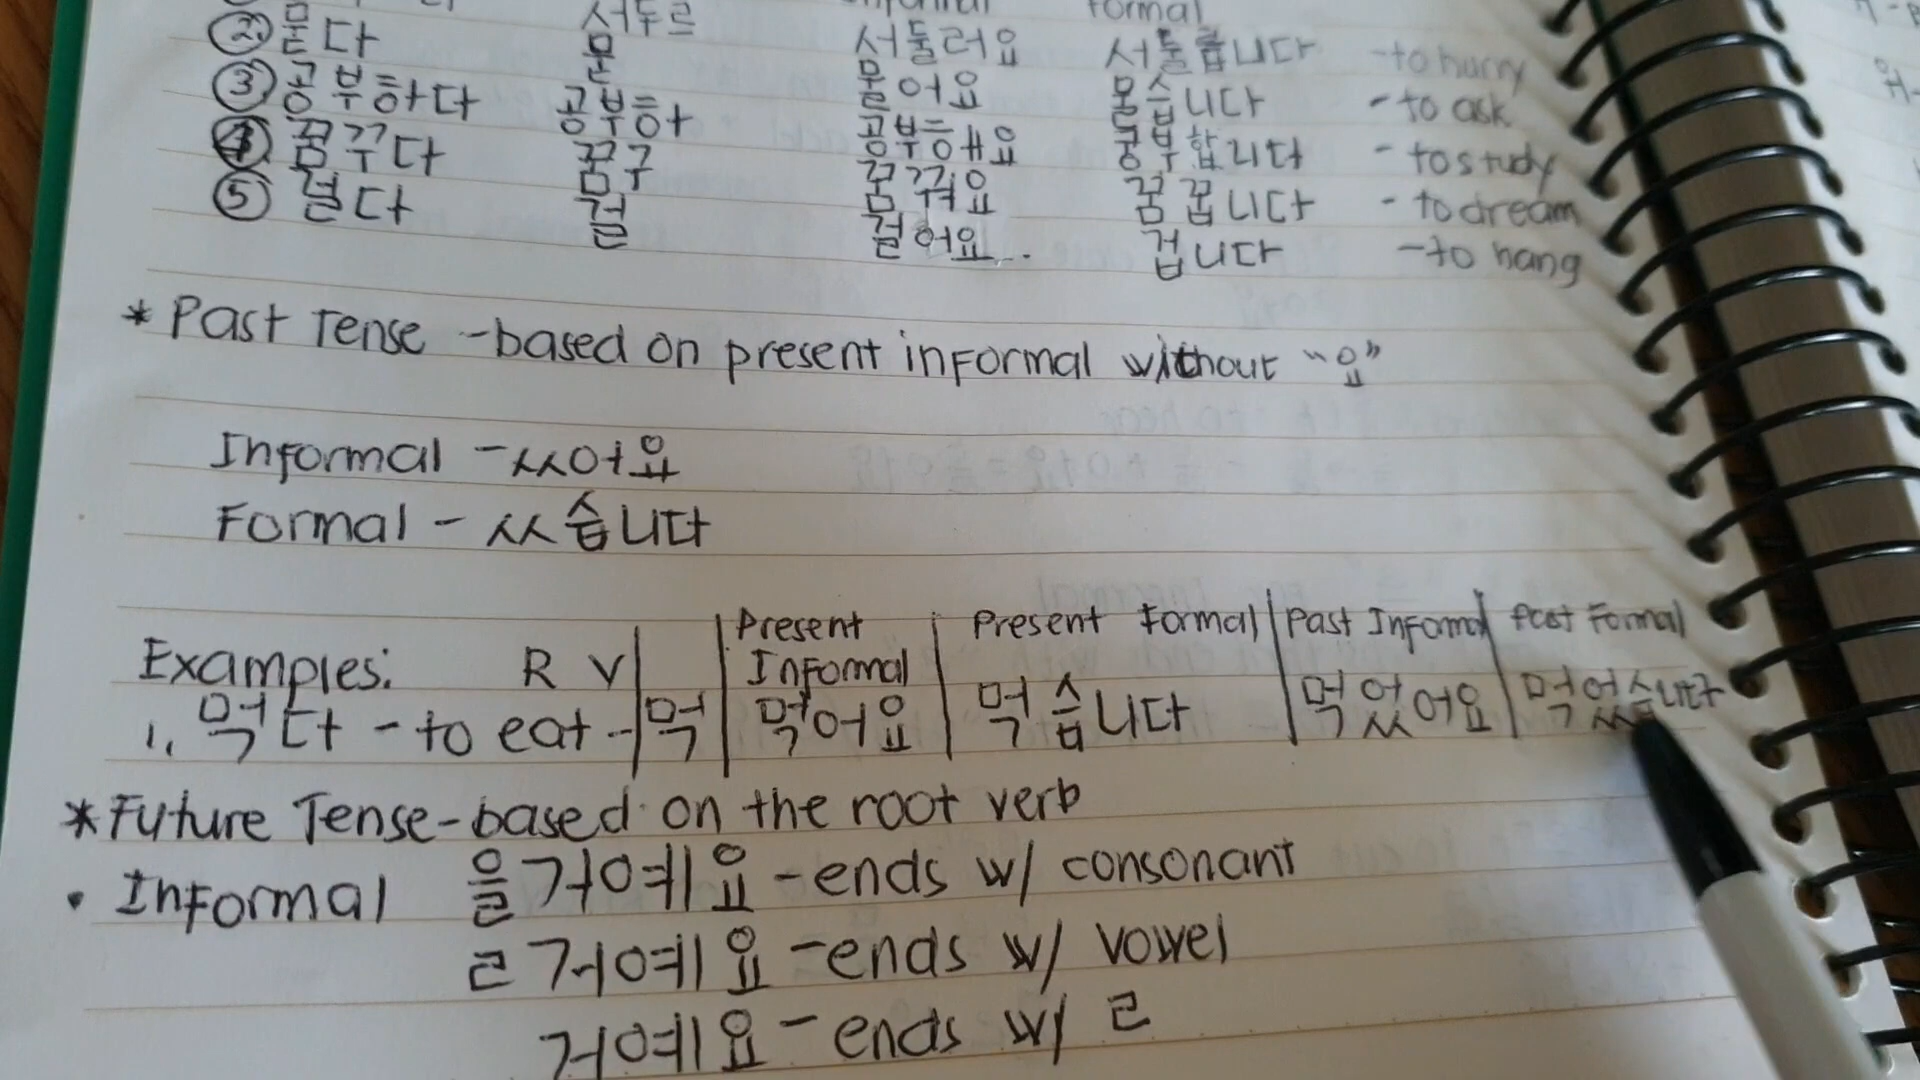 formal
② 묻다 서두르 서둘러요 서둘릅니다 - to hurry
③ 공부하다 묻 물어요 묻습니다 - to ask
④ 꿈꾸다 공부하 공부해요 공부합니다 - to study
⑤ 걸다 꿈꾸 꿈꿔요 꿈꿉니다 - to dream
걸 걸어요. 겁니다 - to hang
* Past Tense - based on present informal without "요"
Informal - ㅆ어요
Formal - ㅆ습니다
Examples: R V Present Informal Present Formal Past Informal Past Formal
1. 먹다 - to eat - 먹 먹어요 먹습니다 먹었어요 먹었습니다
* Future Tense - based on the root verb
• Informal 을 거예요 - ends w/ consonant
ㄹ 거예요 - ends w/ vowel
거예요 - ends w/ ㄹ